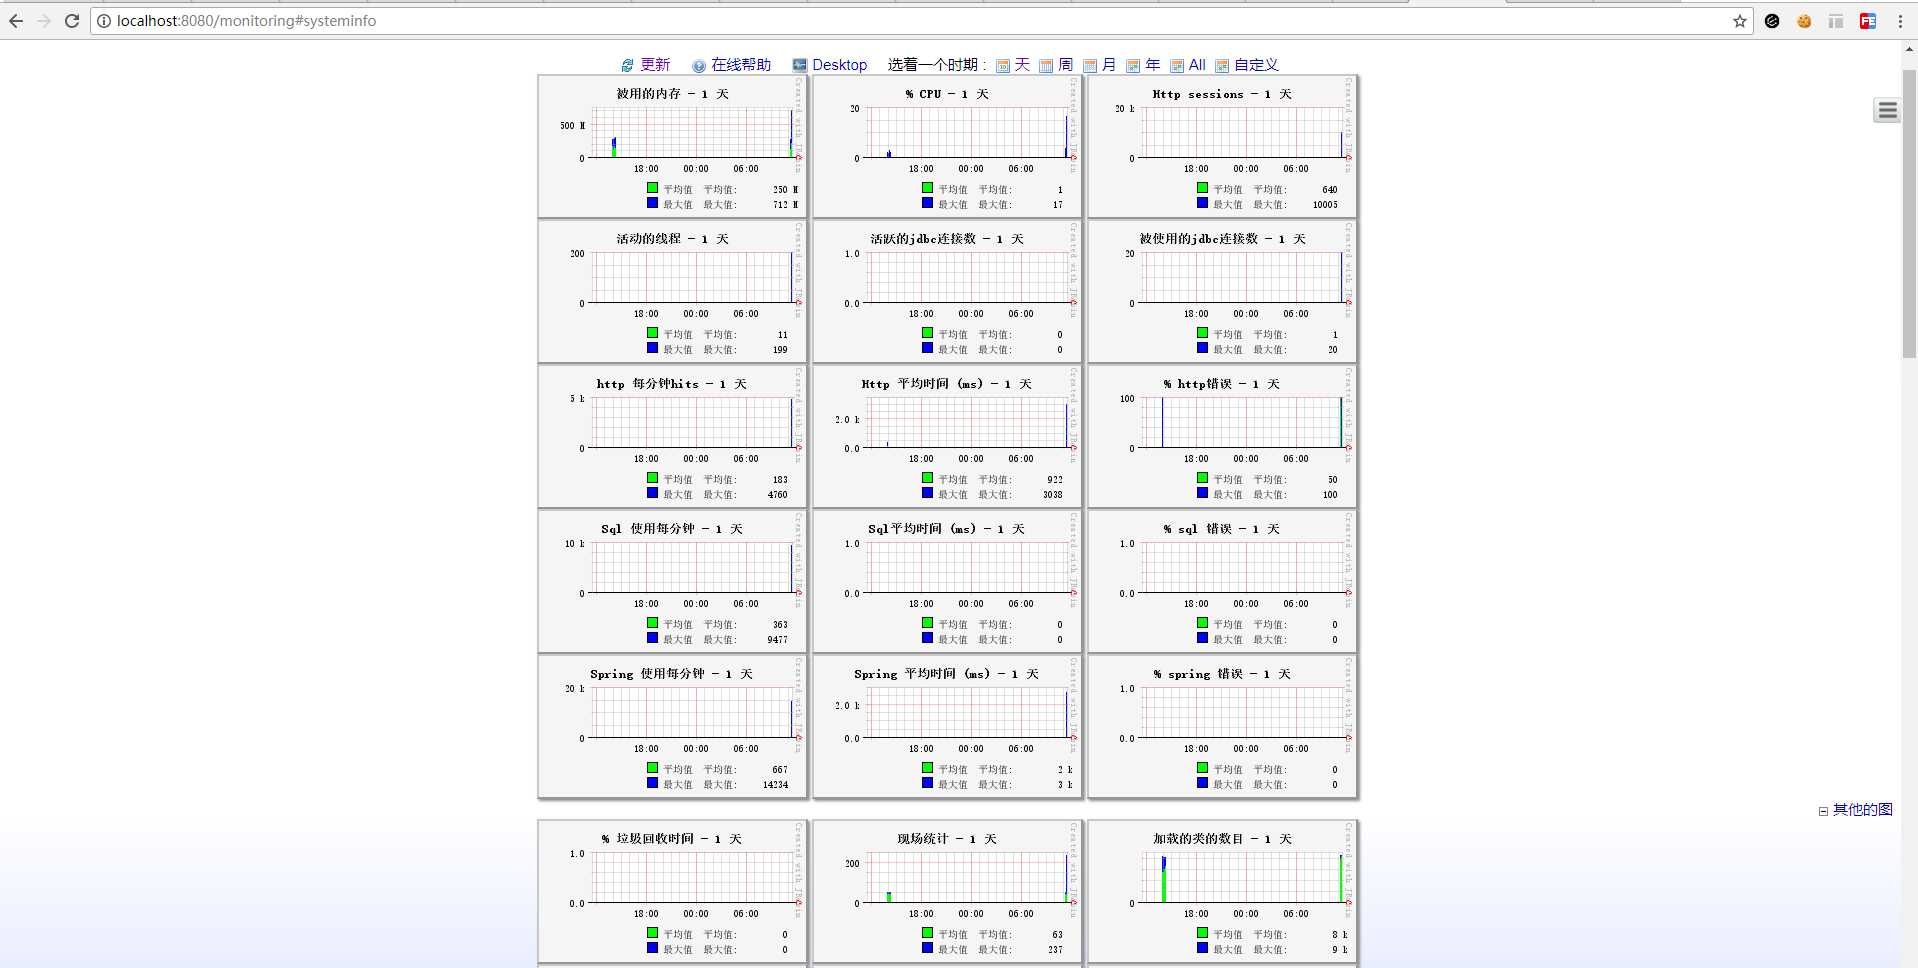 localhost:8080/monitoring#systeminfo
更新 在线帮助 Desktop 选着一个时期 : 天 周 月 年 All 自定义
被用的内存 - 1 天
500 M
0
18:00 00:00 06:00
平均值 平均值: 250 M
最大值 最大值: 712 M
% CPU - 1 天
20
0
18:00 00:00 06:00
平均值 平均值: 1
最大值 最大值: 17
Http sessions - 1 天
20 k
0
18:00 00:00 06:00
平均值 平均值: 640
最大值 最大值: 10005
活动的线程 - 1 天
200
0
18:00 00:00 06:00
平均值 平均值: 11
最大值 最大值: 199
活跃的jdbc连接数 - 1 天
1.0
0.0
18:00 00:00 06:00
平均值 平均值: 0
最大值 最大值: 0
被使用的jdbc连接数 - 1 天
20
0
18:00 00:00 06:00
平均值 平均值: 1
最大值 最大值: 20
http 每分钟hits - 1 天
5 k
0
18:00 00:00 06:00
平均值 平均值: 183
最大值 最大值: 4760
Http 平均时间 (ms) - 1 天
2.0 k
0.0
18:00 00:00 06:00
平均值 平均值: 922
最大值 最大值: 3038
% http错误 - 1 天
100
0
18:00 00:00 06:00
平均值 平均值: 50
最大值 最大值: 100
Sql 使用每分钟 - 1 天
10 k
0
18:00 00:00 06:00
平均值 平均值: 363
最大值 最大值: 9477
Sql平均时间 (ms) - 1 天
1.0
0.0
18:00 00:00 06:00
平均值 平均值: 0
最大值 最大值: 0
% sql 错误 - 1 天
1.0
0.0
18:00 00:00 06:00
平均值 平均值: 0
最大值 最大值: 0
Spring 使用每分钟 - 1 天
20 k
0
18:00 00:00 06:00
平均值 平均值: 667
最大值 最大值: 14234
Spring 平均时间 (ms) - 1 天
2.0 k
0.0
18:00 00:00 06:00
平均值 平均值: 2 k
最大值 最大值: 3 k
% spring 错误 - 1 天
1.0
0.0
18:00 00:00 06:00
平均值 平均值: 0
最大值 最大值: 0
其他的图
% 垃圾回收时间 - 1 天
1.0
0.0
18:00 00:00 06:00
平均值 平均值: 0
最大值 最大值: 0
现场统计 - 1 天
200
0
18:00 00:00 06:00
平均值 平均值: 63
最大值 最大值: 237
加载的类的数目 - 1 天
0
18:00 00:00 06:00
平均值 平均值: 8 k
最大值 最大值: 9 k